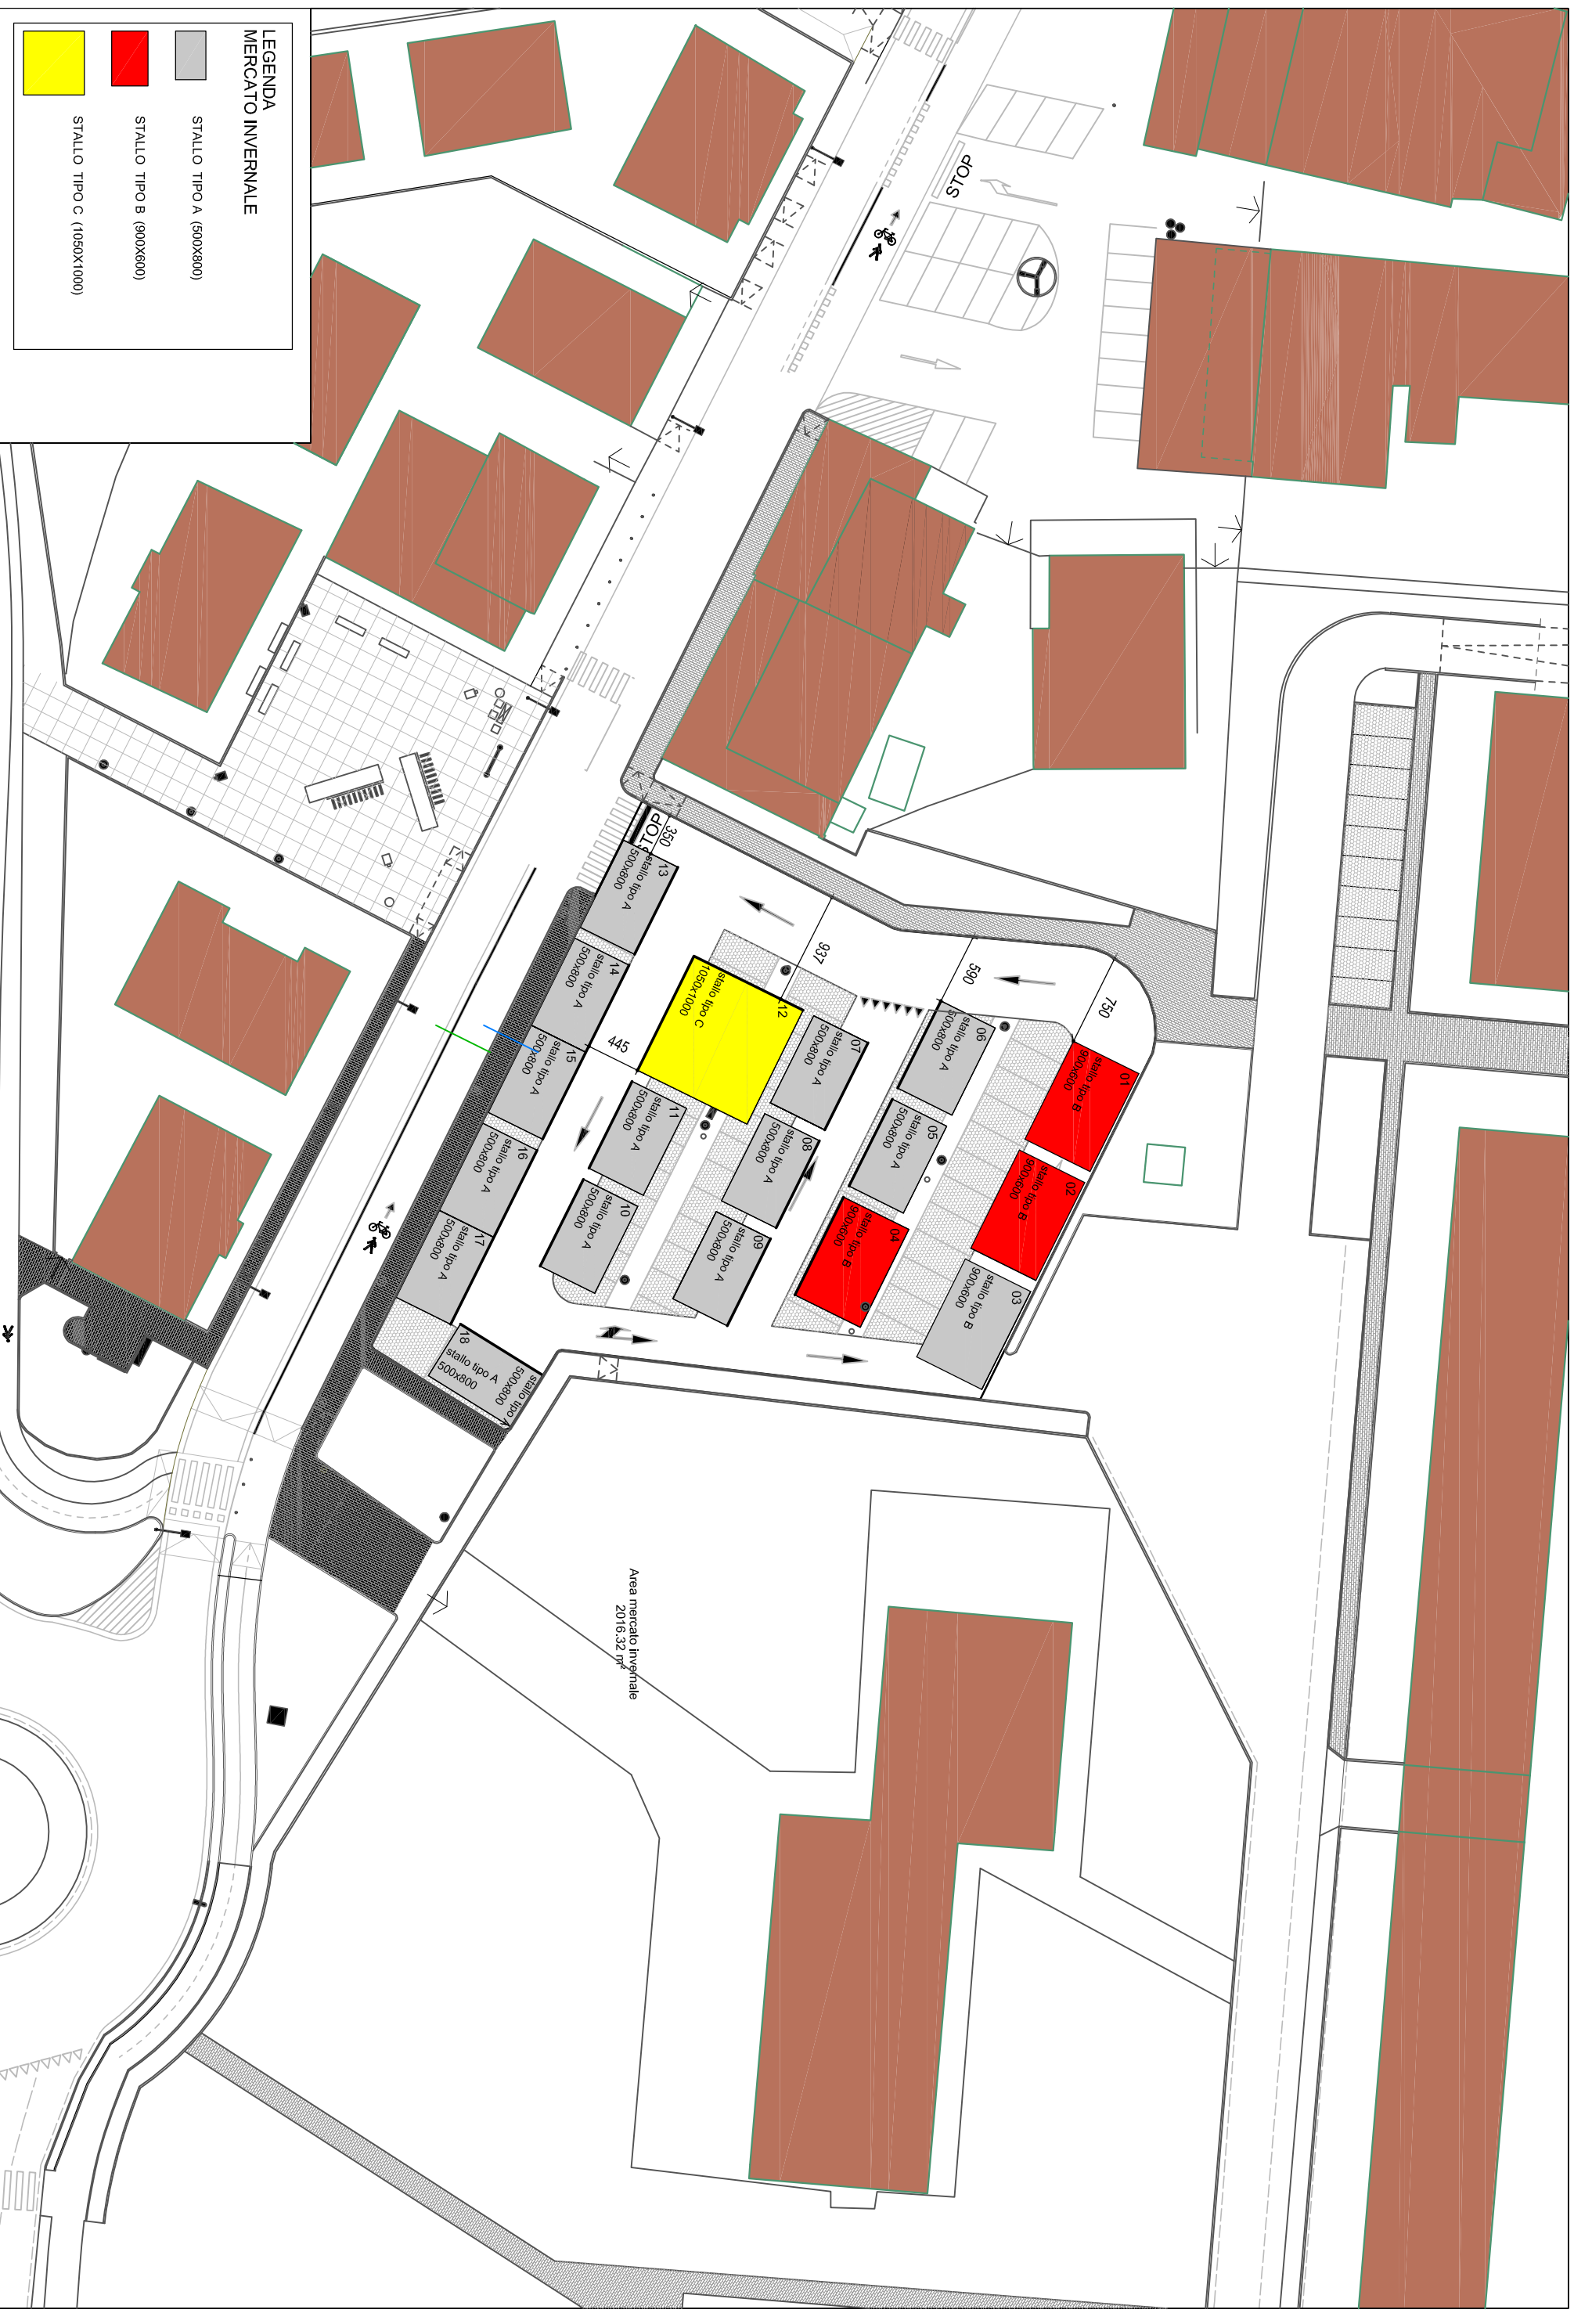 LEGENDA
MERCATO INVERNALE
STALLO TIPO A (500X800)
STALLO TIPO B (900X600)
STALLO TIPO C (1050X1000)
STOP
STOP
350
937
590
750
445
01
stallo tipo B
900x600
02
stallo tipo B
900x600
03
stallo tipo B
900x600
04
stallo tipo B
900x600
05
stallo tipo A
500x800
06
stallo tipo A
500x800
07
stallo tipo A
500x800
08
stallo tipo A
500x800
09
stallo tipo A
500x800
10
stallo tipo A
500x800
11
stallo tipo A
500x800
12
stallo tipo C
1050x1000
13
stallo tipo A
500x800
14
stallo tipo A
500x800
15
stallo tipo A
500x800
16
stallo tipo A
500x800
17
stallo tipo A
500x800
18
stallo tipo A
500x800
stallo tipo A
500x800
Area mercato invernale
2016.32 m²